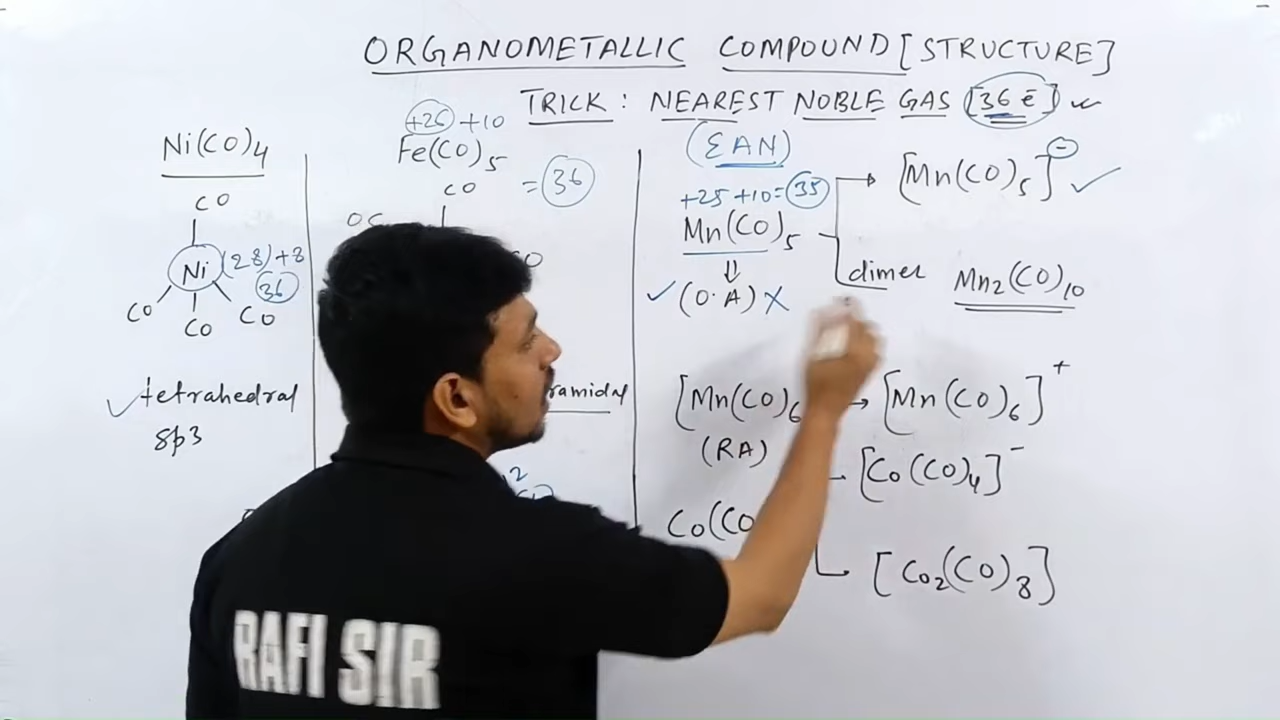 ORGANOMETALLIC COMPOUND [STRUCTURE]
TRICK : NEAREST NOBLE GAS [36 ē]
(EAN)
Ni(CO)4
CO
Ni (28)+8
36
CO
CO
CO
tetrahedral
sp3
+26 +10
Fe(CO)5
= 36
CO
OC
+25 +10 = 35
Mn(CO)5
⇓
✓ (O.A) X
→ [Mn(CO)5]⊖ ✓
dimer Mn2(CO)10
[Mn(CO)6 → [Mn(CO)6]+
(RA)
[Co(CO)4]-
Co(CO
[Co2(CO)8]
RAFI SIR